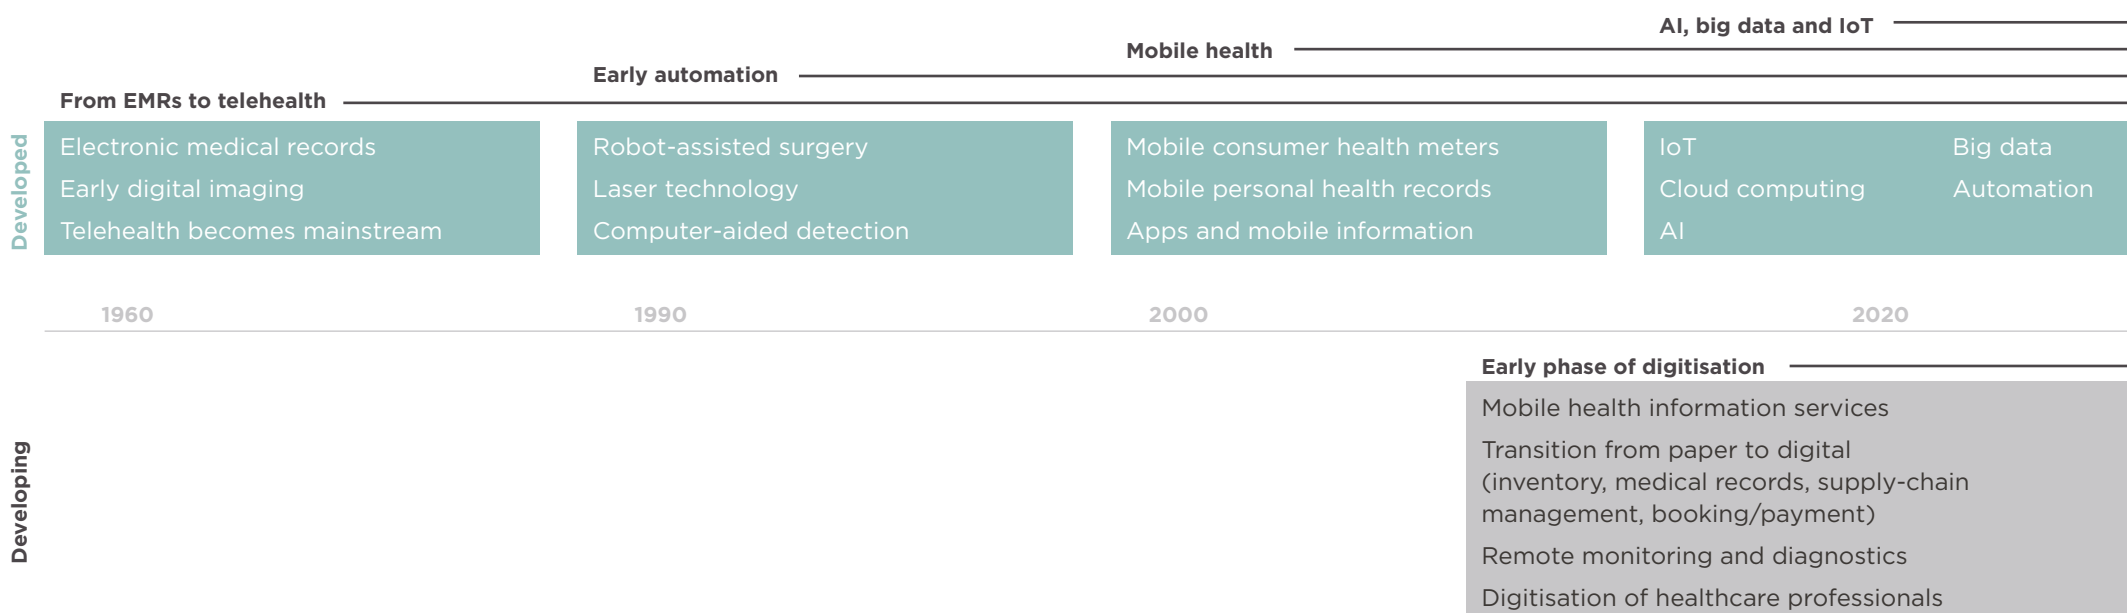 AI, big data and IoT
Mobile health
Early automation
From EMRs to telehealth
Developed
Electronic medical records
Early digital imaging
Telehealth becomes mainstream
Robot-assisted surgery
Laser technology
Computer-aided detection
Mobile consumer health meters
Mobile personal health records
Apps and mobile information
IoT
Cloud computing
AI
Big data
Automation
1960
1990
2000
2020
Developing
Early phase of digitisation
Mobile health information services
Transition from paper to digital
(inventory, medical records, supply-chain
management, booking/payment)
Remote monitoring and diagnostics
Digitisation of healthcare professionals